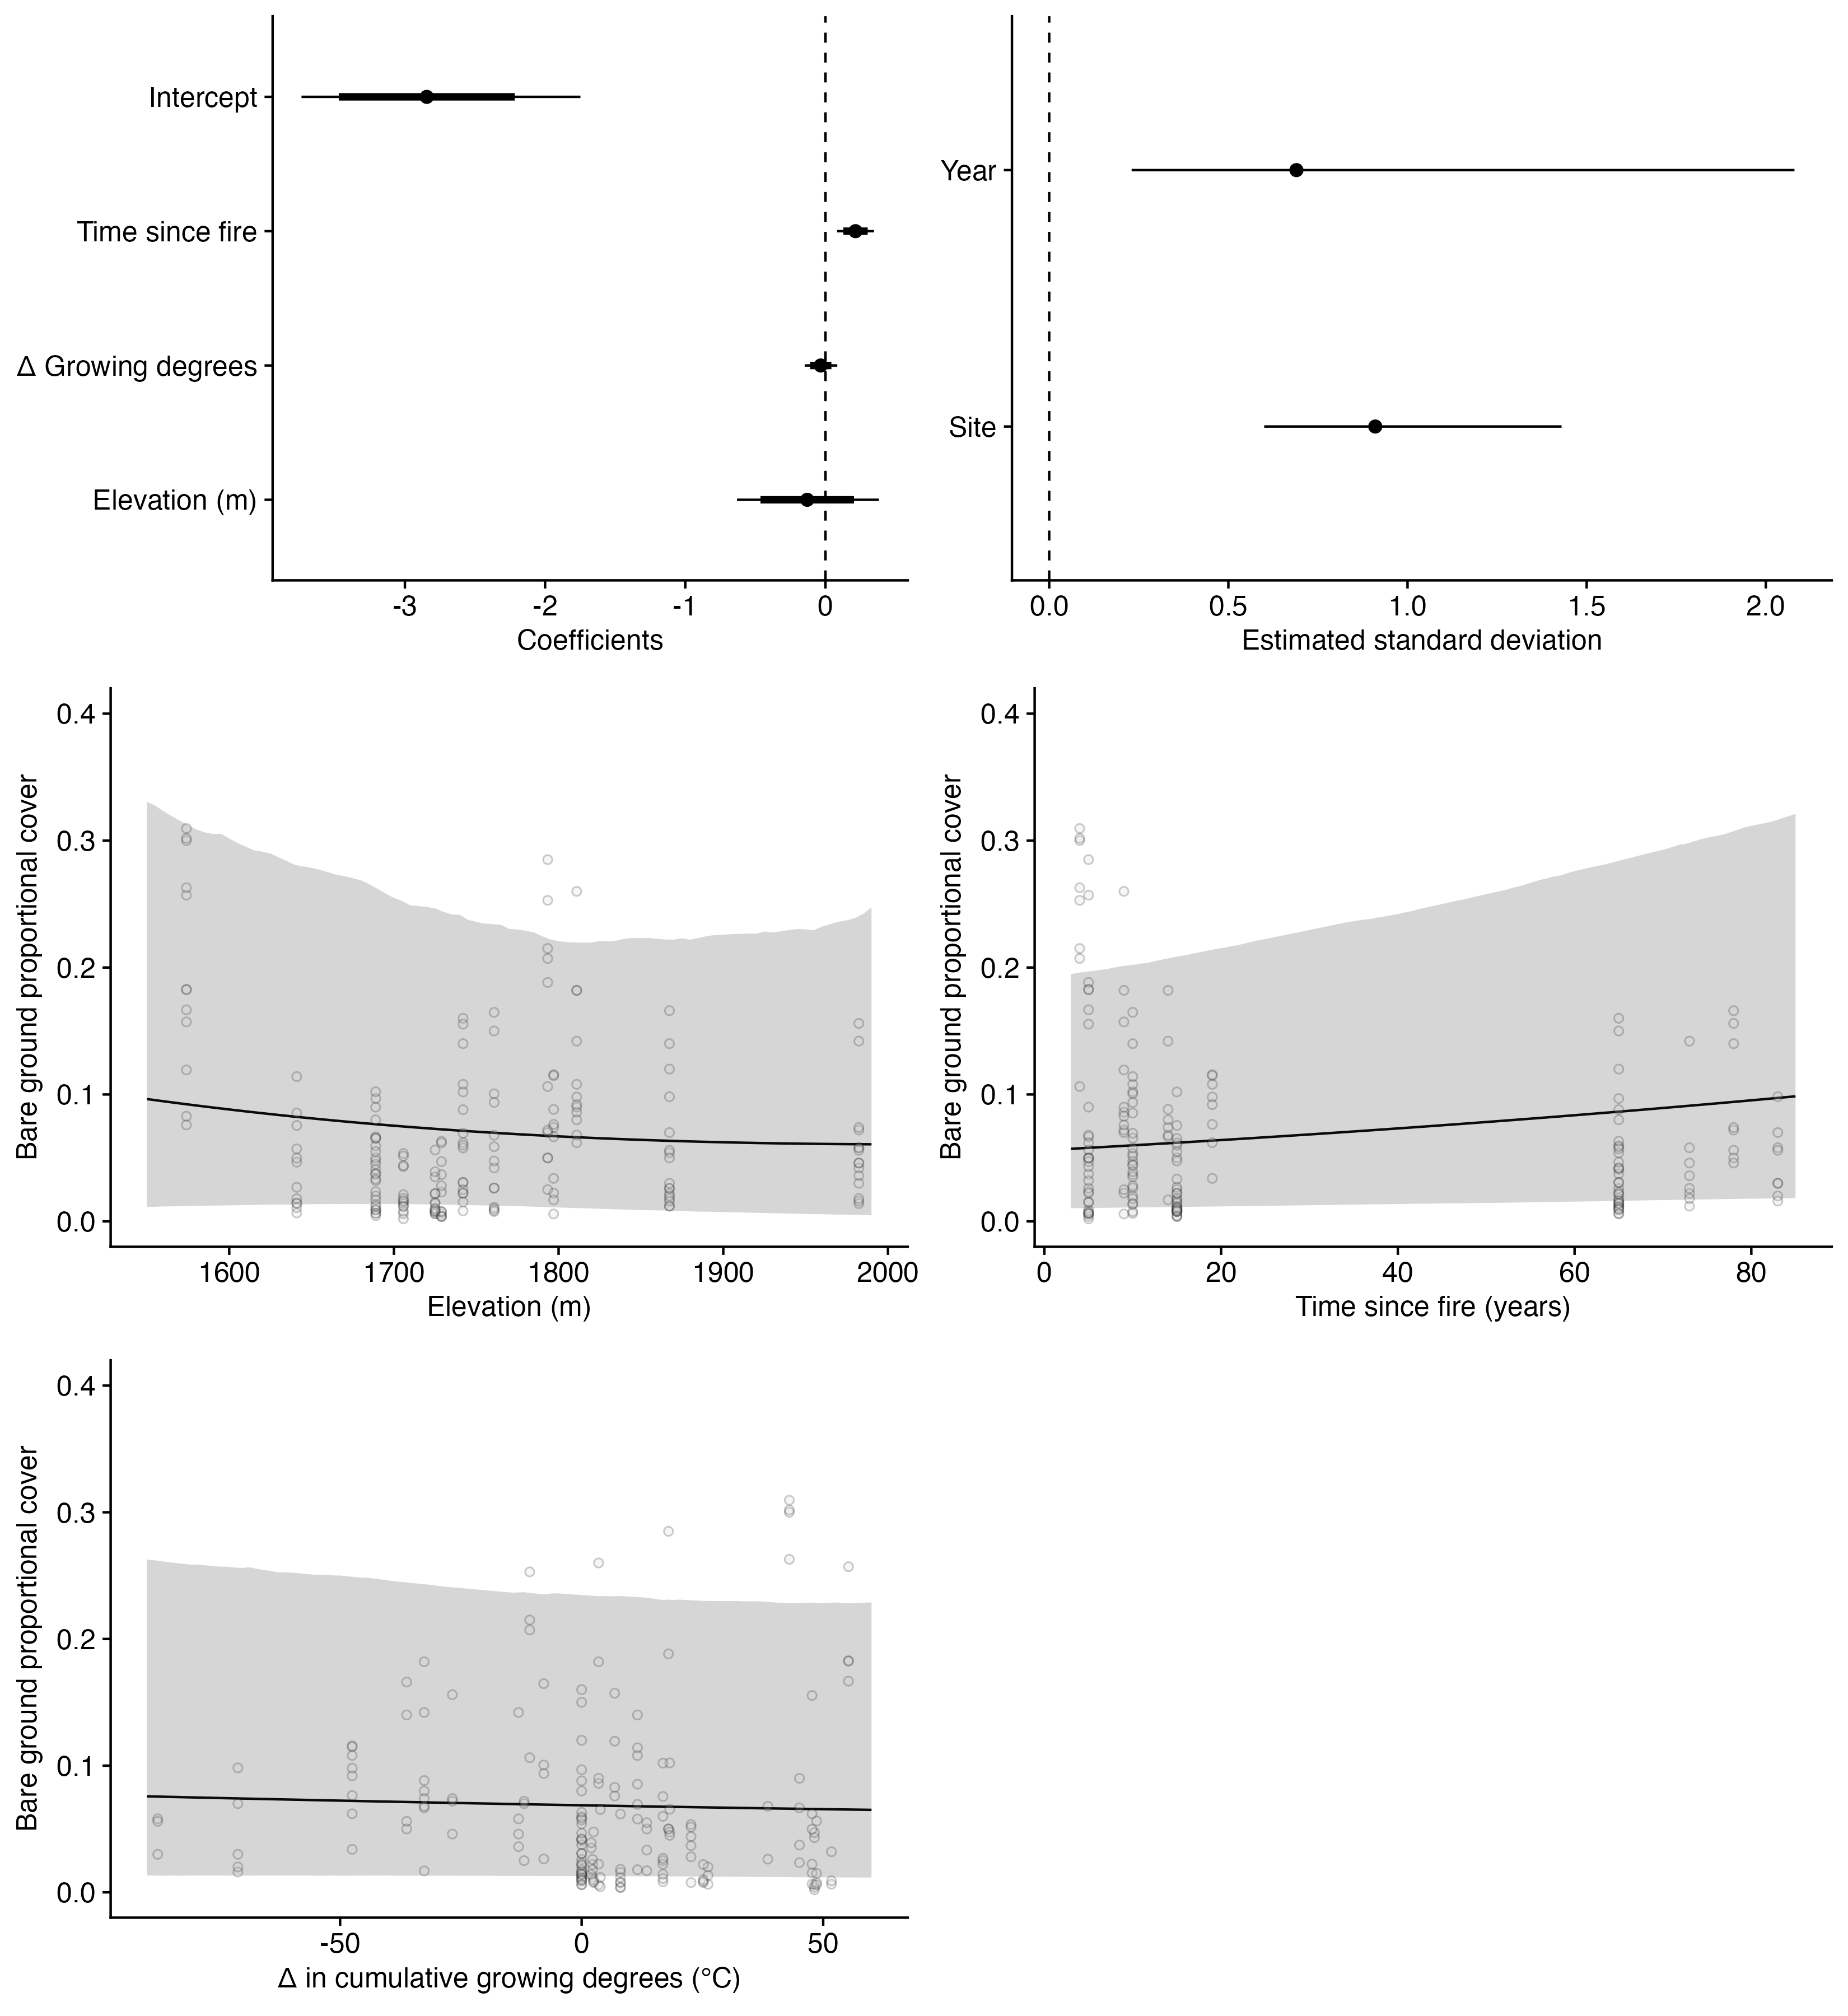 Intercept
Time since fire
Δ Growing degrees
Elevation (m)
-3 -2 -1 0
Coefficients
Year
Site
0.0 0.5 1.0 1.5 2.0
Estimated standard deviation
Bare ground proportional cover
0.4
0.3
0.2
0.1
0.0
1600 1700 1800 1900 2000
Elevation (m)
Bare ground proportional cover
0.4
0.3
0.2
0.1
0.0
0 20 40 60 80
Time since fire (years)
Bare ground proportional cover
0.4
0.3
0.2
0.1
0.0
-50 0 50
Δ in cumulative growing degrees (°C)